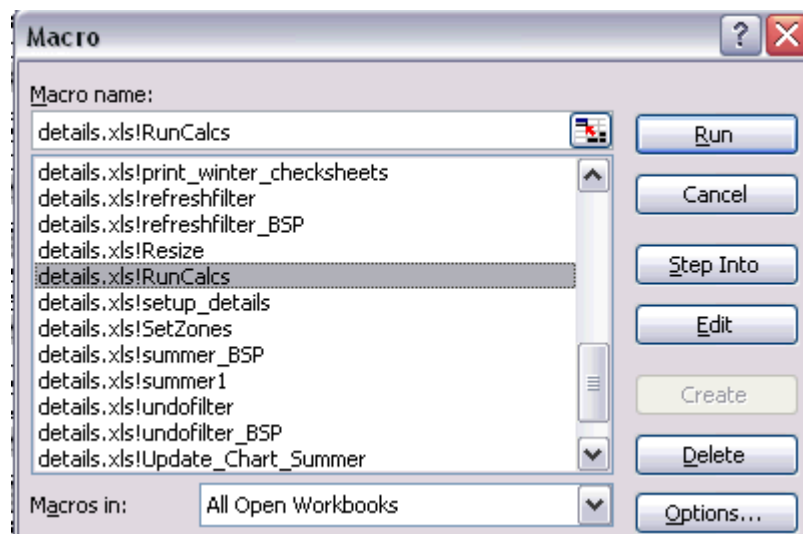 Macro
Macro name:
details.xls!RunCalcs
Run
details.xls!print_winter_checksheets
details.xls!refreshfilter
Cancel
details.xls!refreshfilter_BSP
details.xls!Resize
details.xls!RunCalcs
Step Into
details.xls!setup_details
details.xls!SetZones
Edit
details.xls!summer_BSP
details.xls!summer1
Create
details.xls!undofilter
details.xls!undofilter_BSP
details.xls!Update_Chart_Summer
Delete
Macros in:
All Open Workbooks
Options...